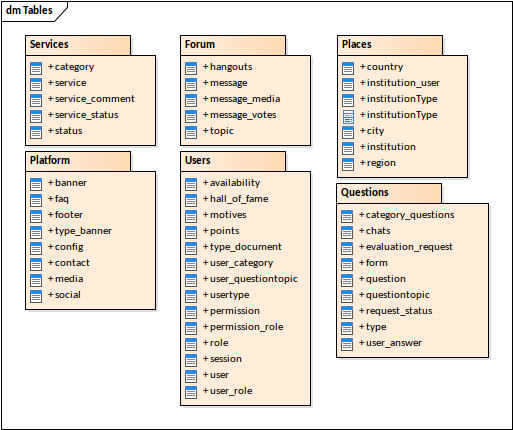 dm Tables
Services
+category
+service
+service_comment
+service_status
+status
Forum
+hangouts
+message
+message_media
+message_votes
+topic
Places
+country
+institution_user
+institutionType
+institutionType
+city
+institution
+region
Platform
+banner
+faq
+footer
+type_banner
+config
+contact
+media
+social
Users
+availability
+hall_of_fame
+motives
+points
+type_document
+user_category
+user_questiontopic
+usertype
+permission
+permission_role
+role
+session
+user
+user_role
Questions
+category_questions
+chats
+evaluation_request
+form
+question
+questiontopic
+request_status
+type
+user_answer